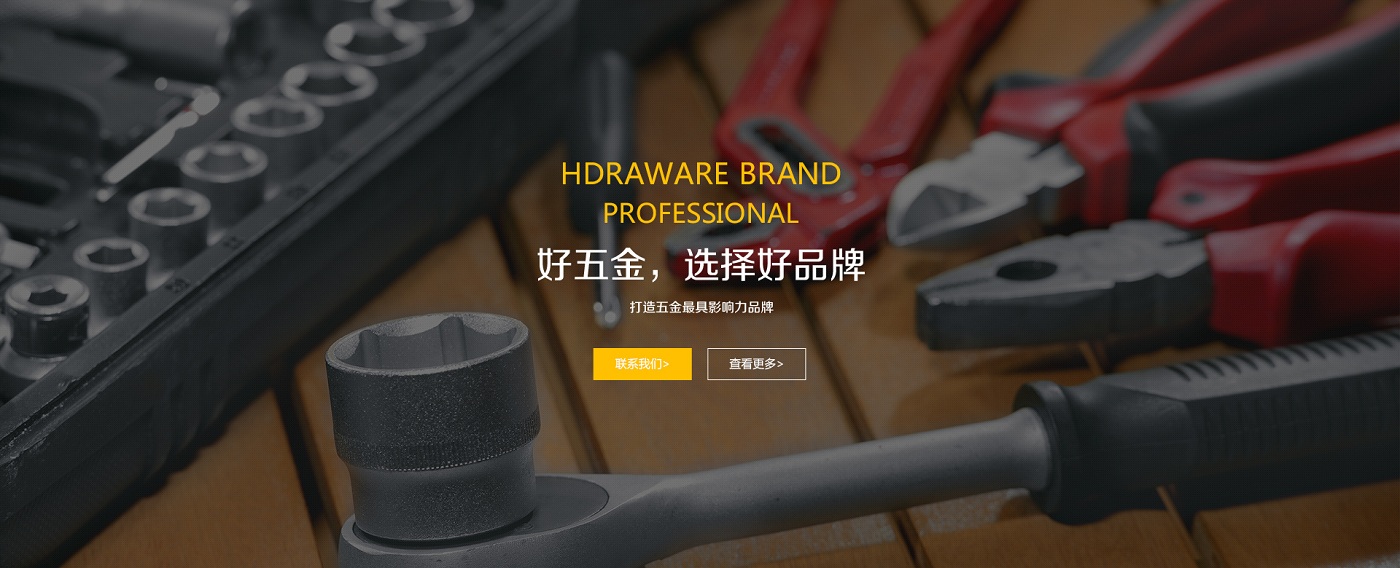 HDRAWARE BRAND
PROFESSIONAL
好五金，选择好品牌
打造五金最具影响力品牌
联系我们>
查看更多>